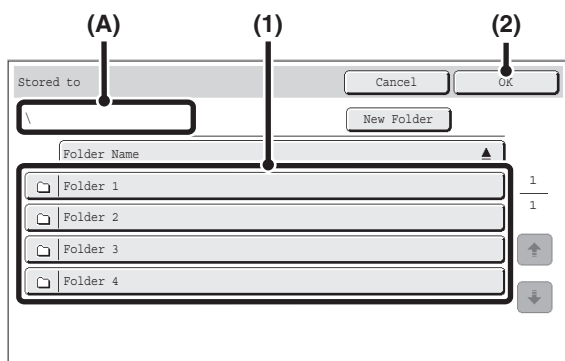 (A) (1) (2)
Stored to Cancel OK
\ New Folder
Folder Name
Folder 1
Folder 2
Folder 3
Folder 4
1
1